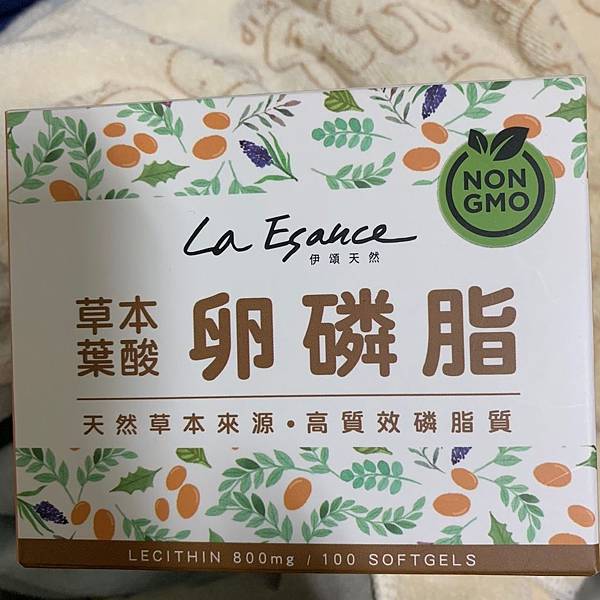 NON
GMO
La Esance
伊頌天然
草本
葉酸
卵磷脂
天然草本來源・高質效磷脂質
LECITHIN 800mg / 100 SOFTGELS